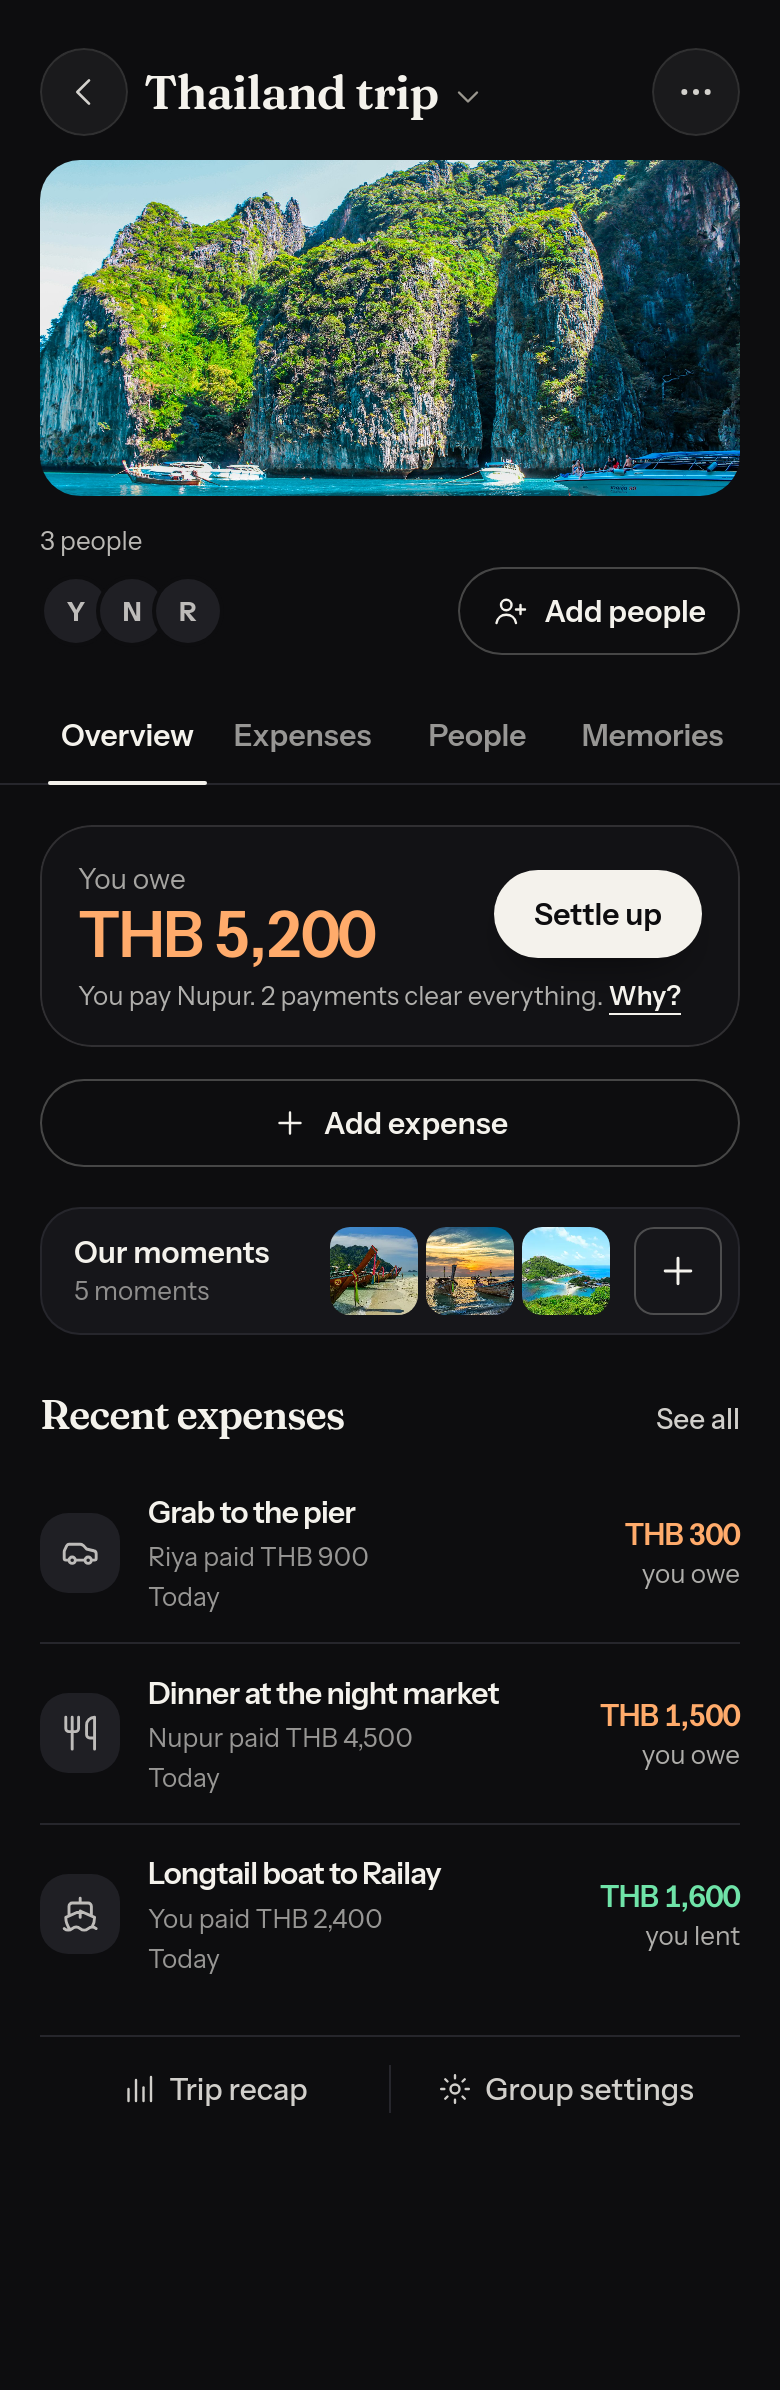 Thailand trip
3 people
Y N R
Add people
Overview Expenses People Memories
You owe
THB 5,200
Settle up
You pay Nupur. 2 payments clear everything. Why?
Add expense
Our moments
5 moments
Recent expenses
See all
Grab to the pier
Riya paid THB 900
Today
THB 300
you owe
Dinner at the night market
Nupur paid THB 4,500
Today
THB 1,500
you owe
Longtail boat to Railay
You paid THB 2,400
Today
THB 1,600
you lent
Trip recap
Group settings